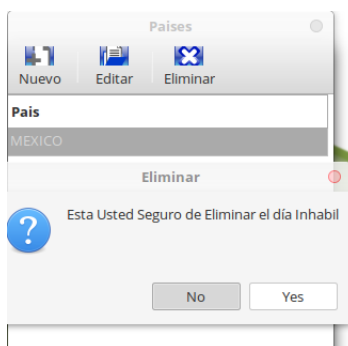 Paises
Nuevo Editar Eliminar
Pais
MEXICO
Eliminar
Esta Usted Seguro de Eliminar el día Inhabil
No Yes